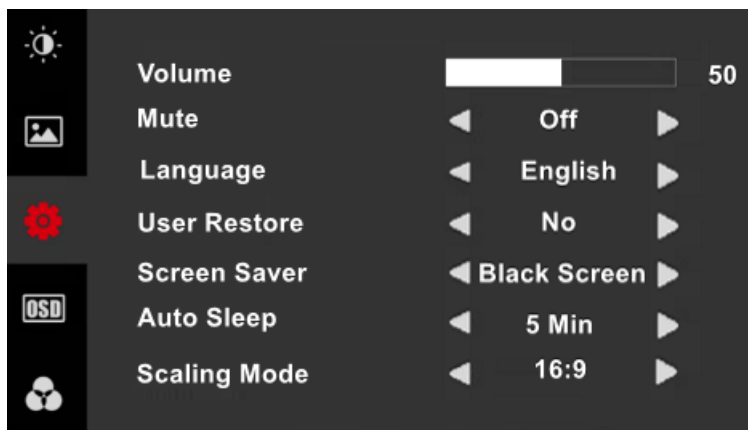 Volume 50
Mute Off
Language English
User Restore No
Screen Saver Black Screen
OSD
Auto Sleep 5 Min
Scaling Mode 16:9